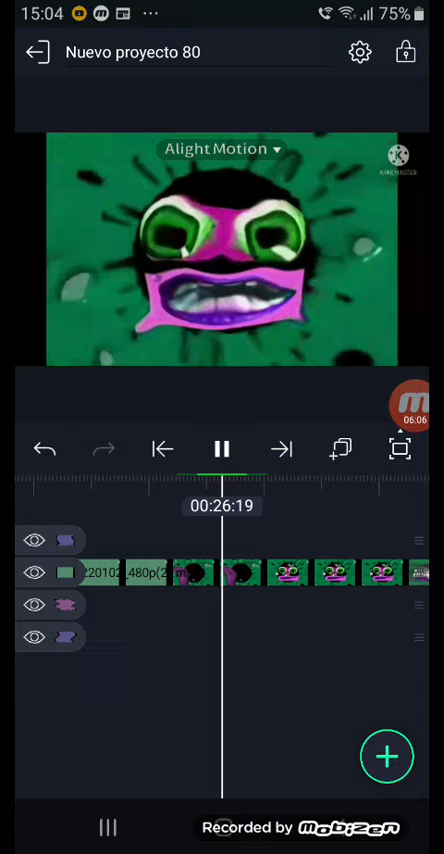 15:04
75%
Nuevo proyecto 80
Alight Motion
KINEMASTER
06:06
00:26:19
220102_480p(2
Recorded by MOBIZEN